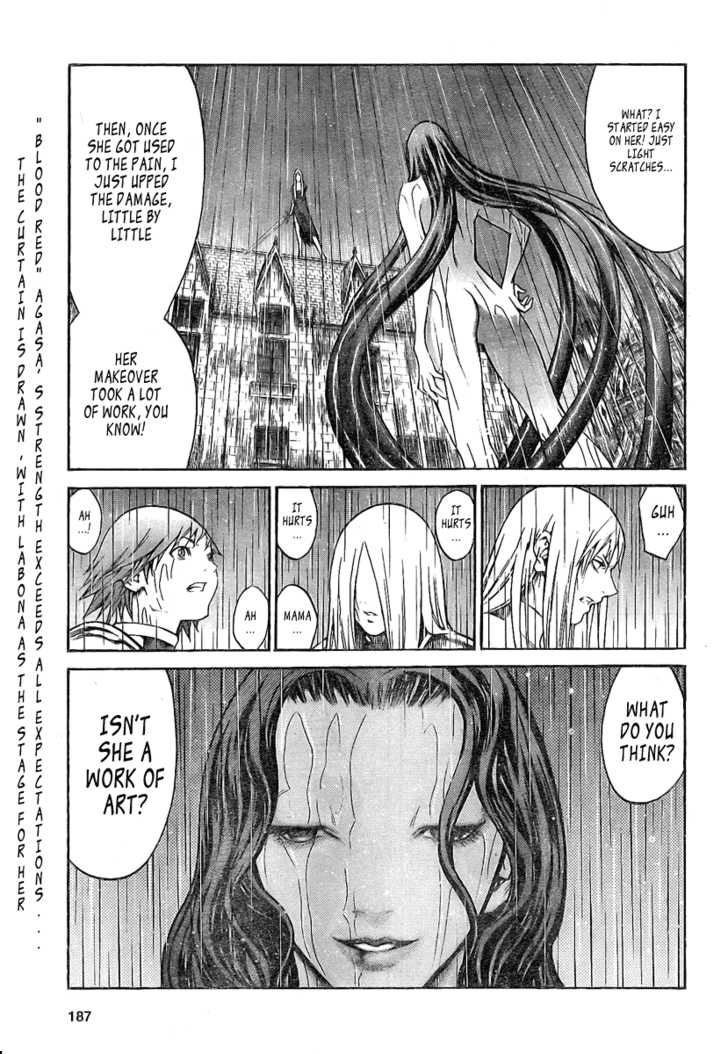 WHAT? I
STARTED EASY
ON HER! JUST
LIGHT
SCRATCHES...
THEN, ONCE
SHE GOT USED
TO THE PAIN, I
JUST UPPED
THE DAMAGE,
LITTLE BY
LITTLE
HER
MAKEOVER
TOOK A LOT
OF WORK, YOU
KNOW!
GUH
...
IT
HURTS
...
IT
HURTS
...
MAMA
AH
...!
AH
...
WHAT
DO YOU
THINK?
ISN'T
SHE A
WORK OF
ART?
"BLOOD RED" AGASA'S STRENGTH EXCEEDS ALL EXPECTATIONS...
THE CURTAIN IS DRAWN, WITH LABONA AS THE STAGE FOR HER
187